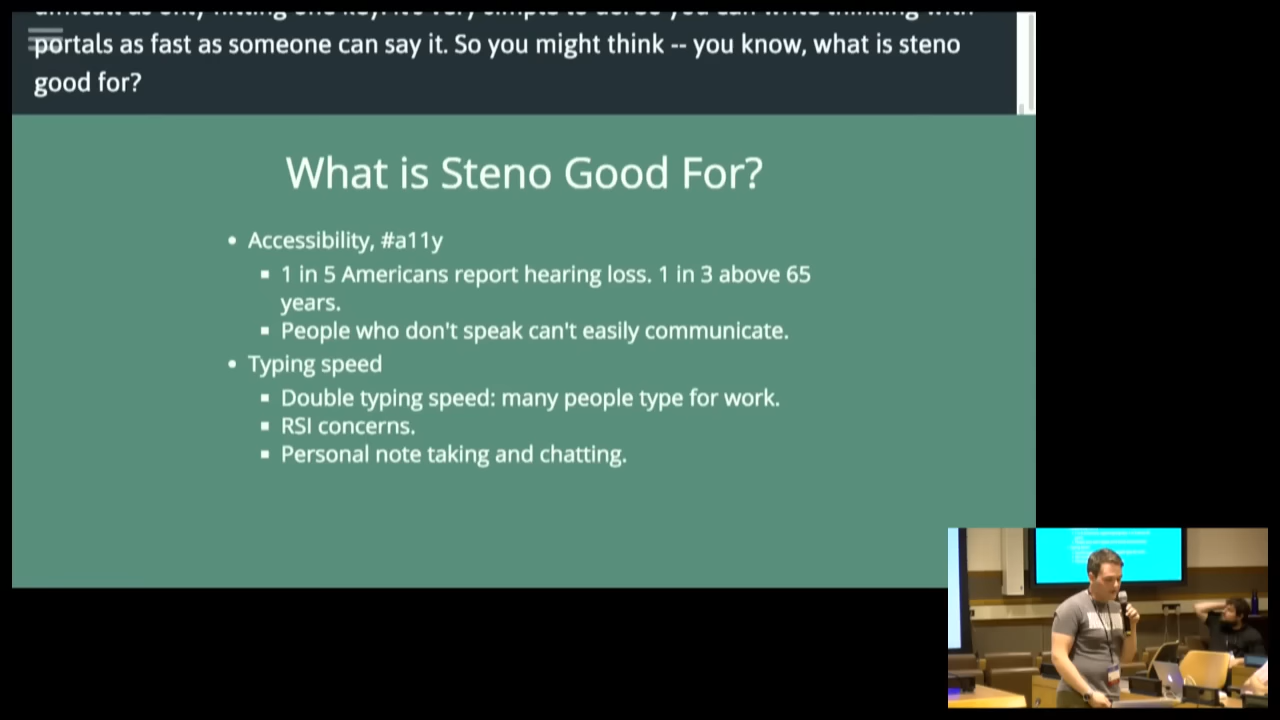 portals as fast as someone can say it. So you might think -- you know, what is steno
good for?
What is Steno Good For?
• Accessibility, #a11y
▪ 1 in 5 Americans report hearing loss. 1 in 3 above 65
years.
▪ People who don't speak can't easily communicate.
• Typing speed
▪ Double typing speed: many people type for work.
▪ RSI concerns.
▪ Personal note taking and chatting.